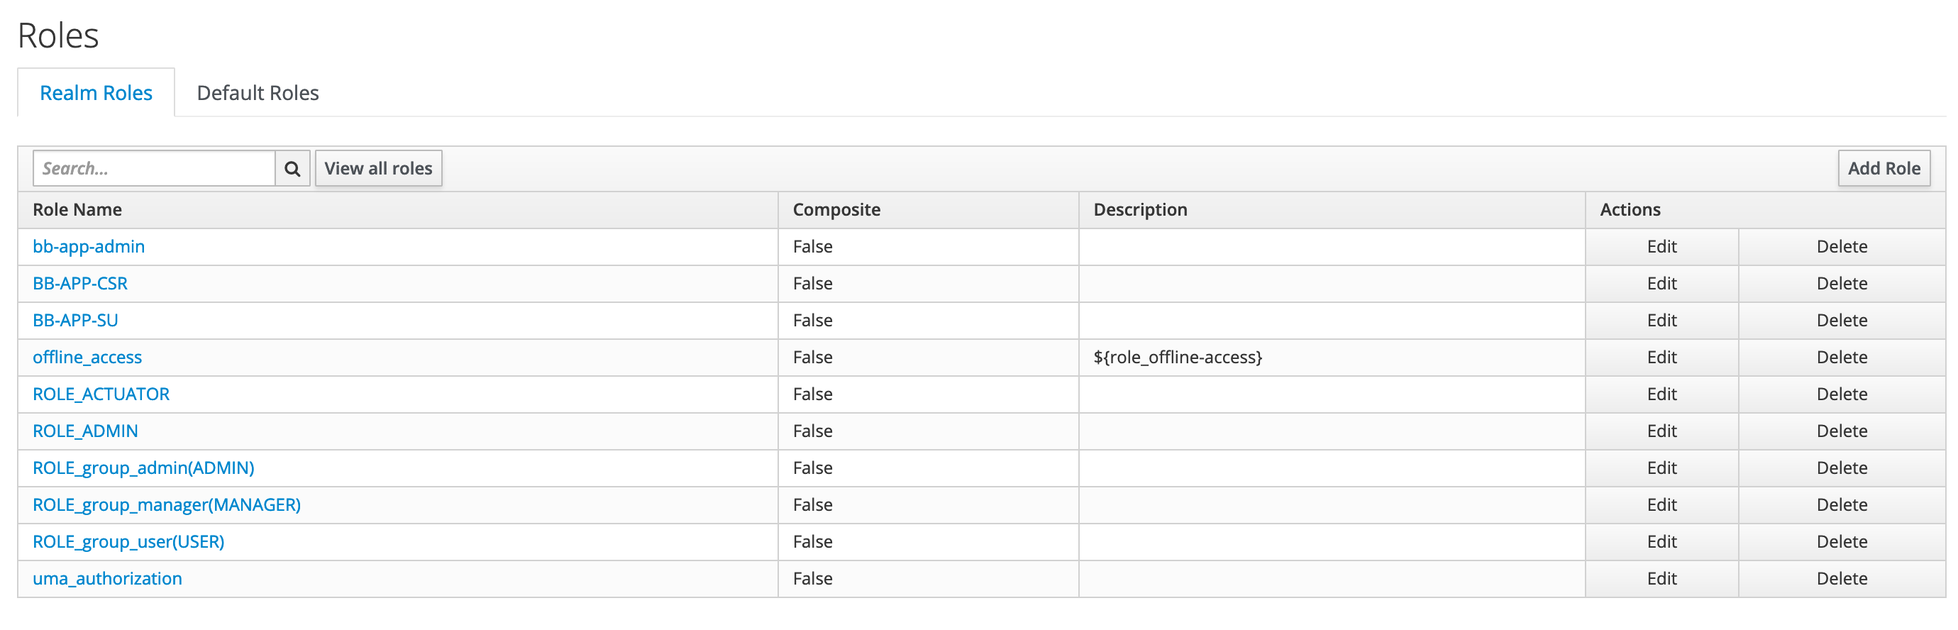 Roles
Realm Roles Default Roles
Search... View all roles Add Role
Role Name Composite Description Actions
bb-app-admin False Edit Delete
BB-APP-CSR False Edit Delete
BB-APP-SU False Edit Delete
offline_access False ${role_offline-access} Edit Delete
ROLE_ACTUATOR False Edit Delete
ROLE_ADMIN False Edit Delete
ROLE_group_admin(ADMIN) False Edit Delete
ROLE_group_manager(MANAGER) False Edit Delete
ROLE_group_user(USER) False Edit Delete
uma_authorization False Edit Delete